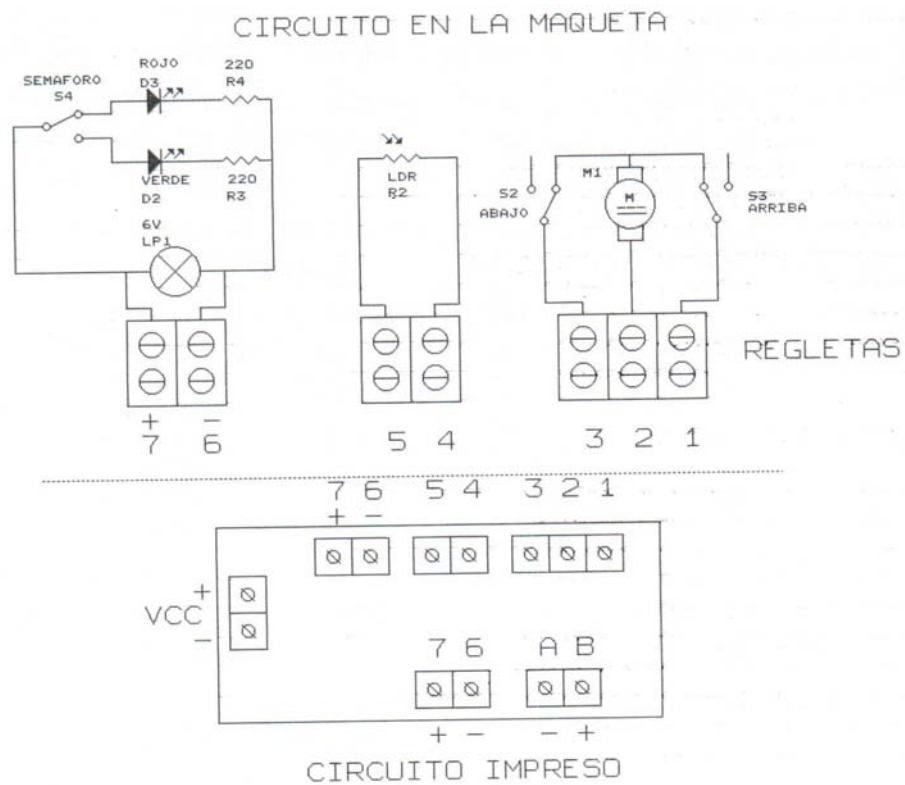 CIRCUITO EN LA MAQUETA
SEMAFORO
S4
ROJO
D3
220
R4
VERDE
D2
220
R3
6V
LP1
LDR
R2
S2
ABAJO
M1
M
S3
ARRIBA
REGLETAS
+ −
7 6
5 4
3 2 1
7 6 5 4 3 2 1
+ −
VCC
+
−
7 6 A B
+ − − +
CIRCUITO IMPRESO